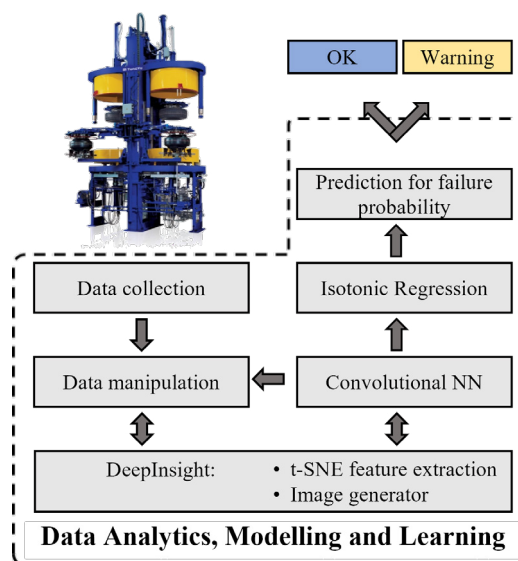 OK
Warning
Prediction for failure
probability
Data collection
Isotonic Regression
Data manipulation
Convolutional NN
DeepInsight:
• t-SNE feature extraction
• Image generator
Data Analytics, Modelling and Learning